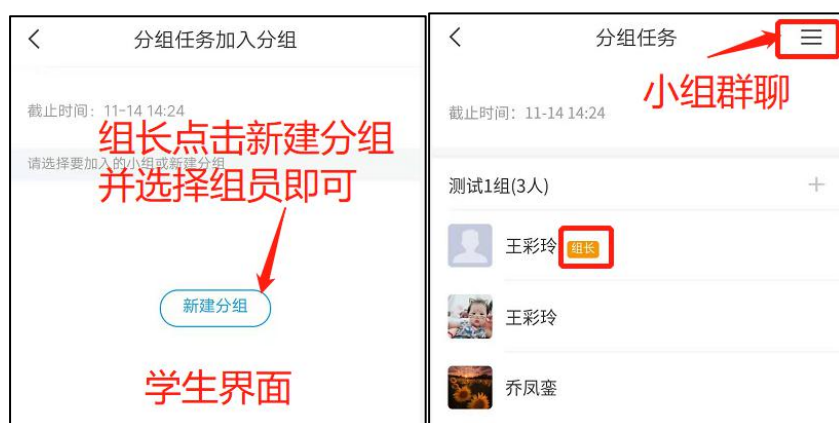 分组任务加入分组
截止时间：11-14 14:24
组长点击新建分组
请选择要加入的小组或新建分组
并选择组员即可
新建分组
学生界面
分组任务
小组群聊
截止时间：11-14 14:24
测试1组(3人)
王彩玲 组长
王彩玲
乔凤銮